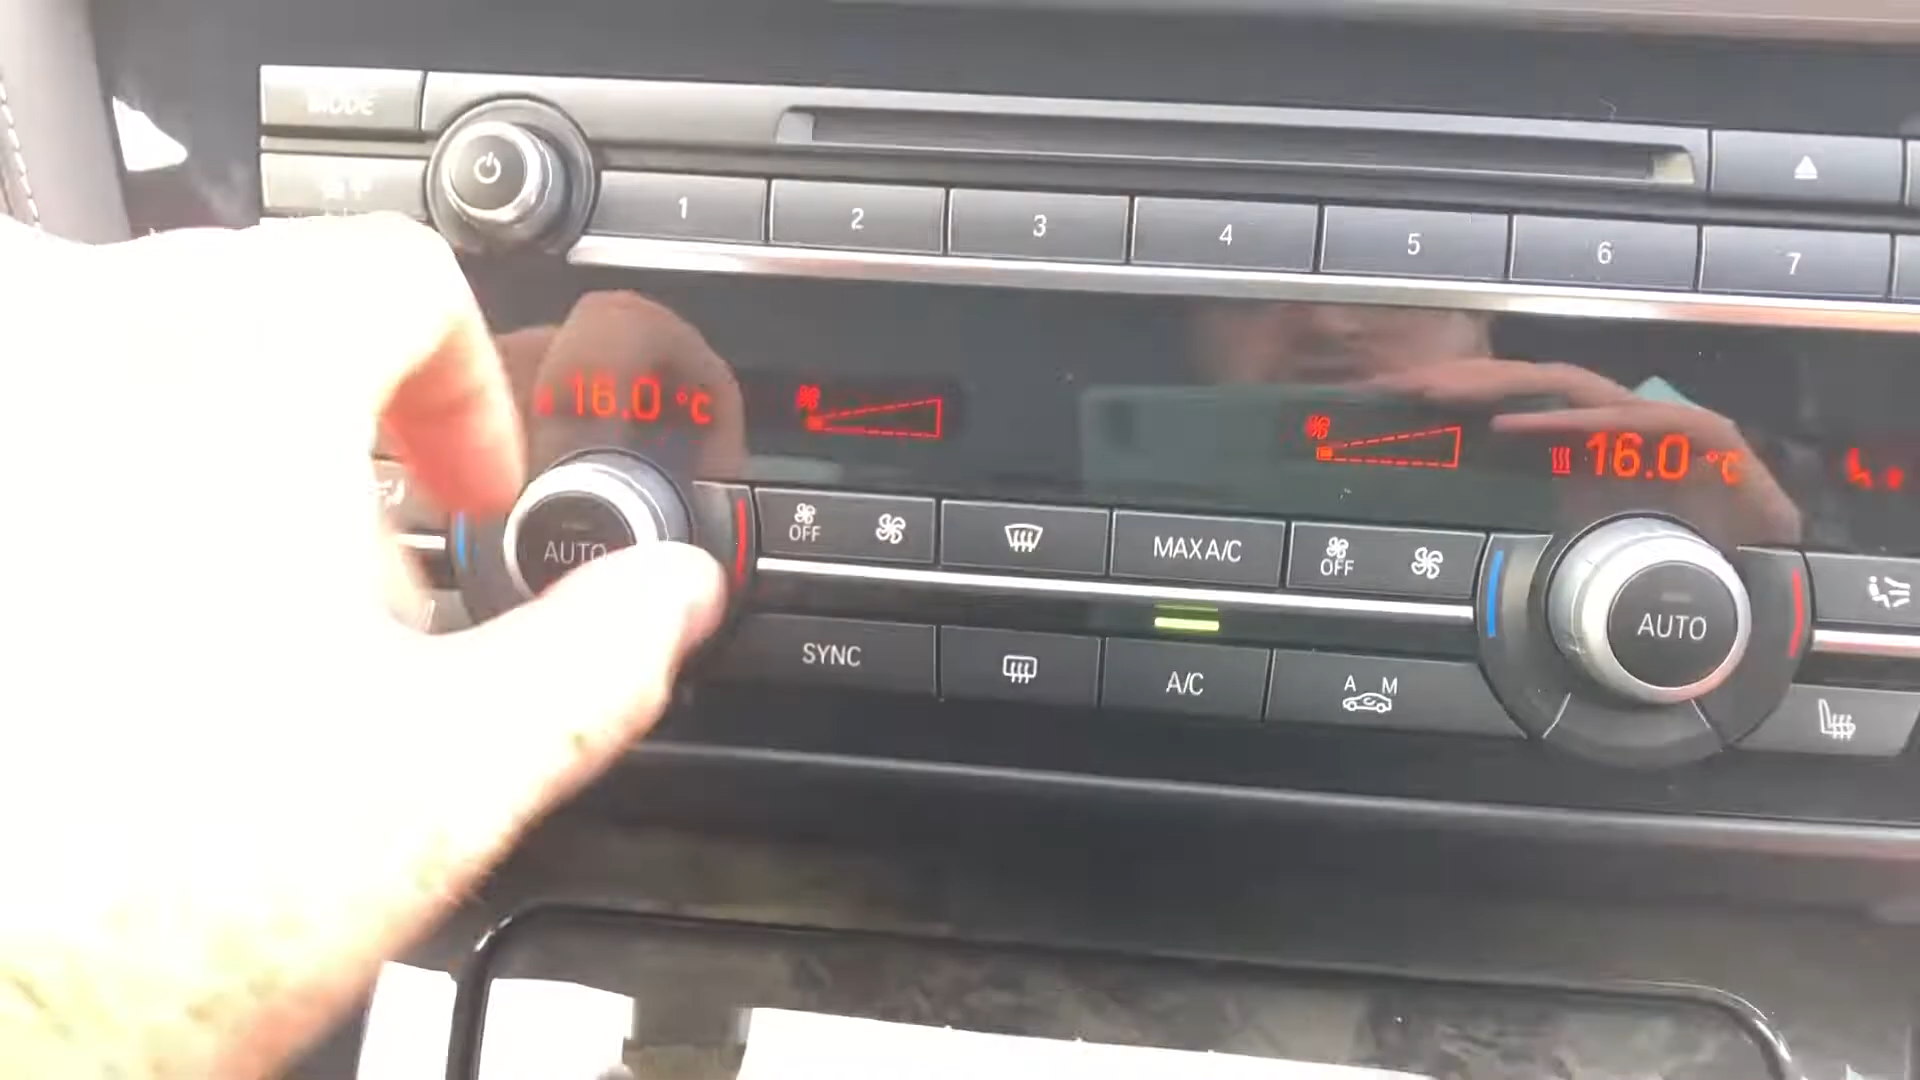 MODE
1 2 3 4 5 6 7
16.0 °C
16.0 °C
AUTO
OFF
MAX A/C
OFF
AUTO
SYNC
A/C
A M